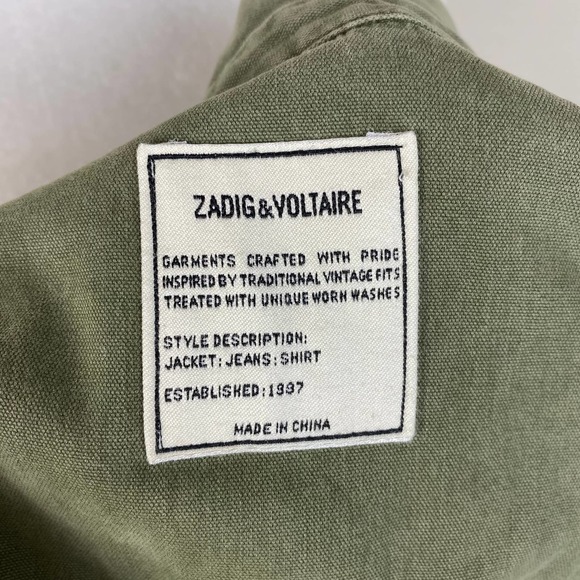 ZADIG&VOLTAIRE
GARMENTS CRAFTED WITH PRIDE
INSPIRED BY TRADITIONAL VINTAGE FITS
TREATED WITH UNIQUE WORN WASHES
STYLE DESCRIPTION:
JACKET; JEANS; SHIRT
ESTABLISHED:1997
MADE IN CHINA